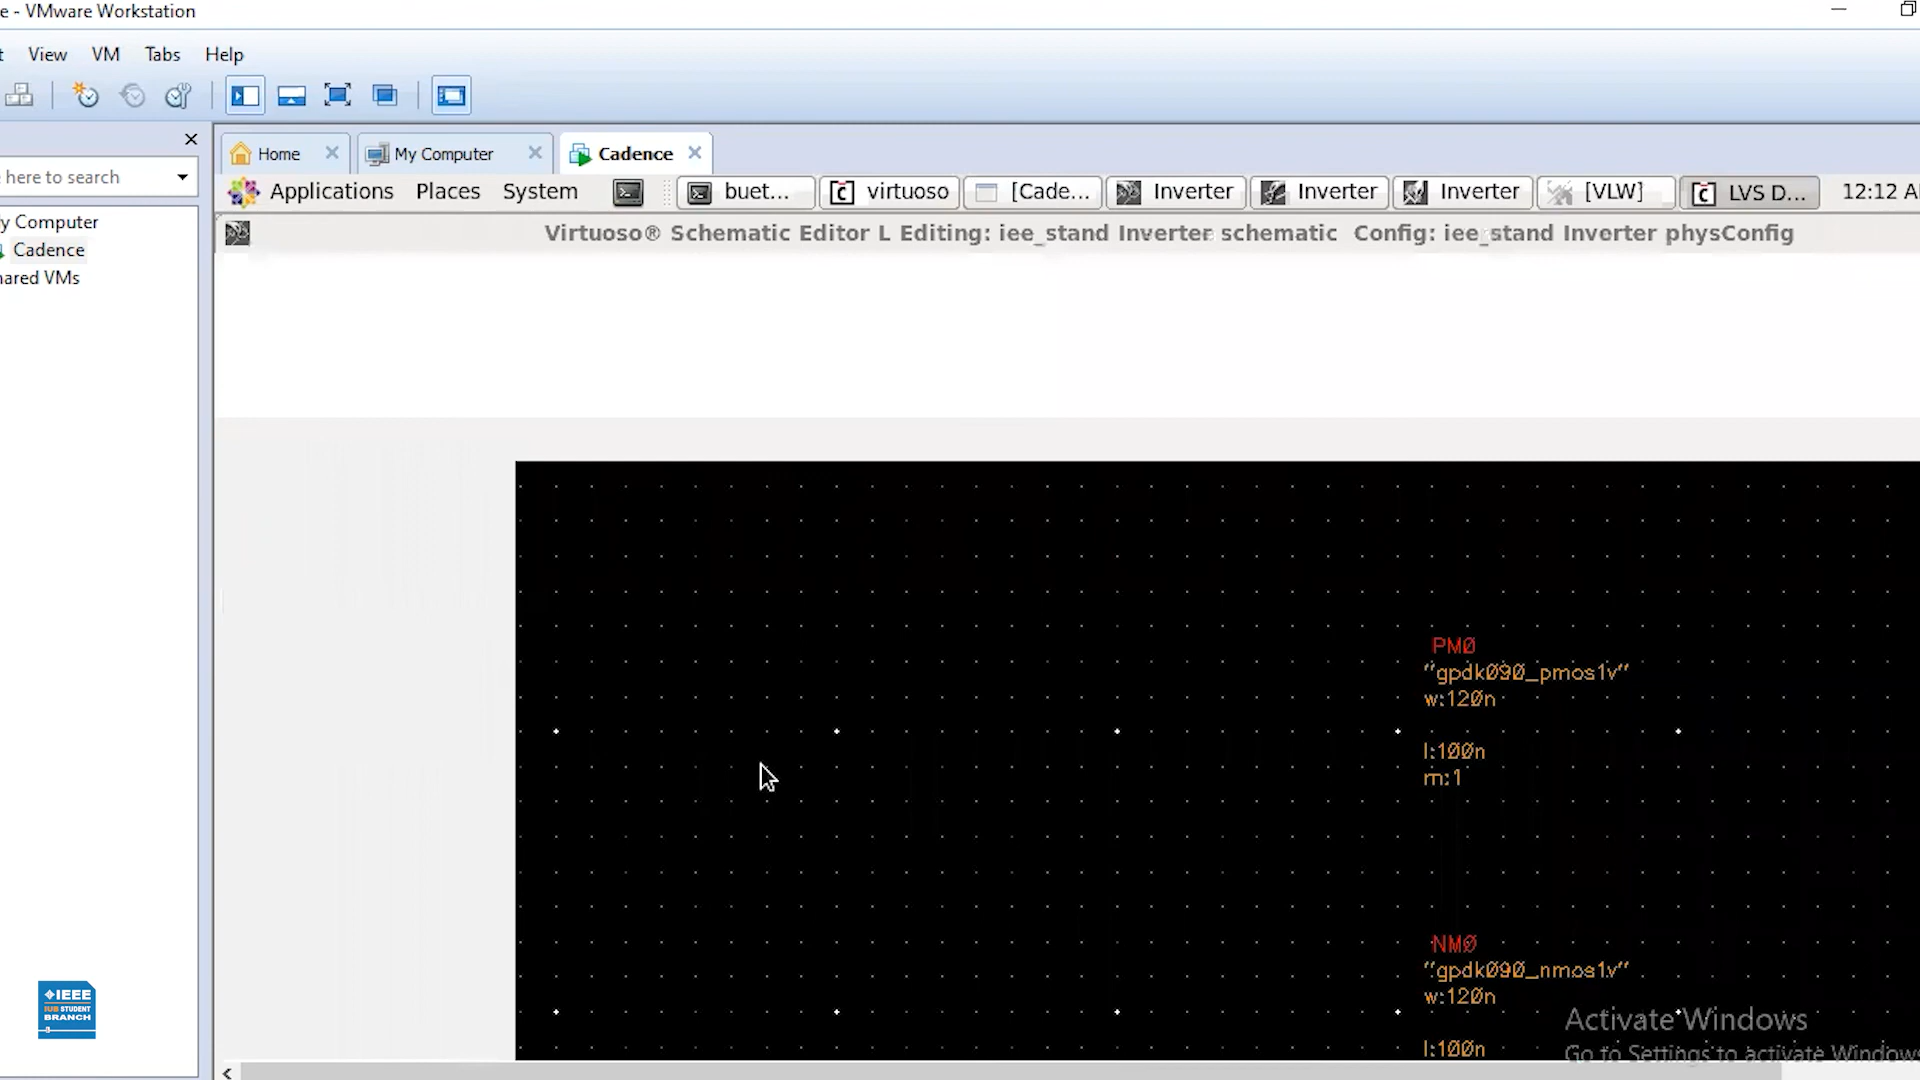 e - VMware Workstation
t View VM Tabs Help
here to search
Home My Computer Cadence
Applications Places System buet... virtuoso [Cade... Inverter Inverter Inverter [VLW] LVS D... 12:12 A
y Computer
Cadence
hared VMs
Virtuoso® Schematic Editor L Editing: iee_stand Inverter schematic Config: iee_stand Inverter physConfig
PM0
"gpdk090_pmos1v"
w:120n
l:100n
m:1
NM0
"gpdk090_nmos1v"
w:120n
l:100n
IEEE
IUB STUDENT
BRANCH
Activate Windows
Go to Settings to activate Windows